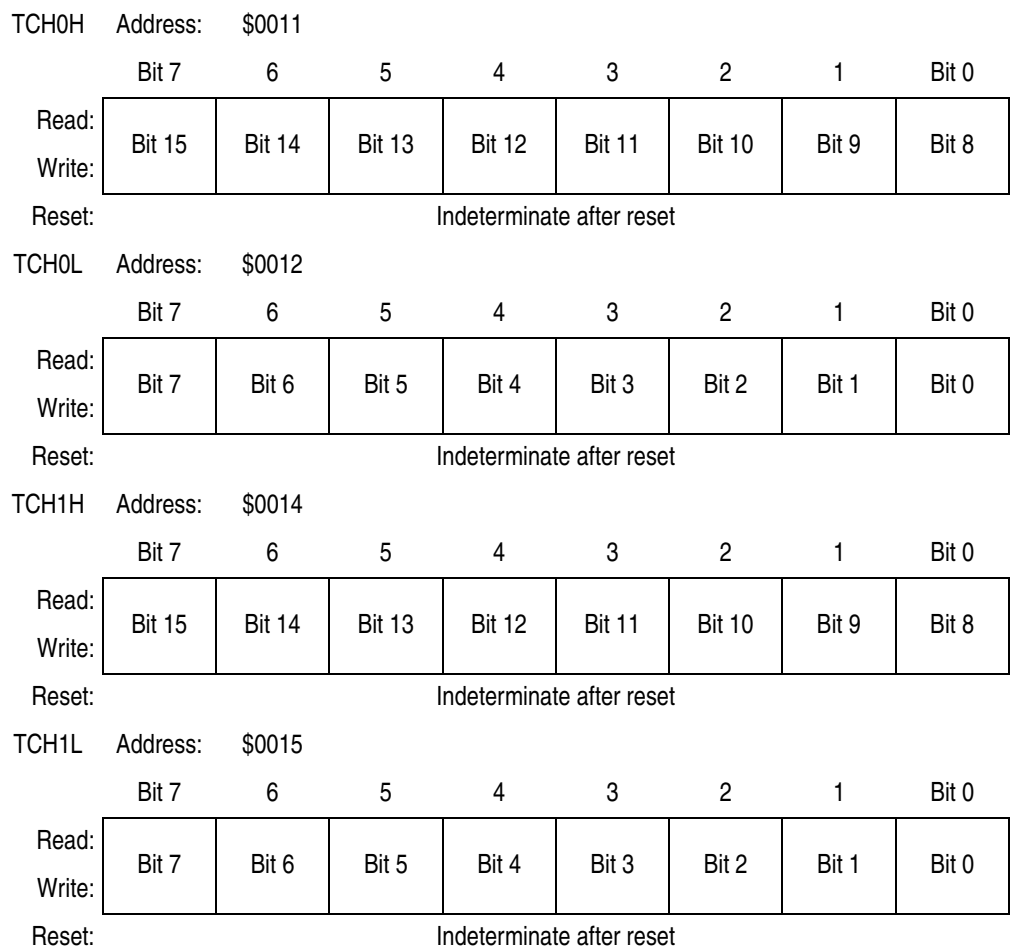 TCH0H Address: $0011
Bit 7 6 5 4 3 2 1 Bit 0
Read:
Bit 15 Bit 14 Bit 13 Bit 12 Bit 11 Bit 10 Bit 9 Bit 8
Write:
Reset: Indeterminate after reset
TCH0L Address: $0012
Bit 7 6 5 4 3 2 1 Bit 0
Read:
Bit 7 Bit 6 Bit 5 Bit 4 Bit 3 Bit 2 Bit 1 Bit 0
Write:
Reset: Indeterminate after reset
TCH1H Address: $0014
Bit 7 6 5 4 3 2 1 Bit 0
Read:
Bit 15 Bit 14 Bit 13 Bit 12 Bit 11 Bit 10 Bit 9 Bit 8
Write:
Reset: Indeterminate after reset
TCH1L Address: $0015
Bit 7 6 5 4 3 2 1 Bit 0
Read:
Bit 7 Bit 6 Bit 5 Bit 4 Bit 3 Bit 2 Bit 1 Bit 0
Write:
Reset: Indeterminate after reset